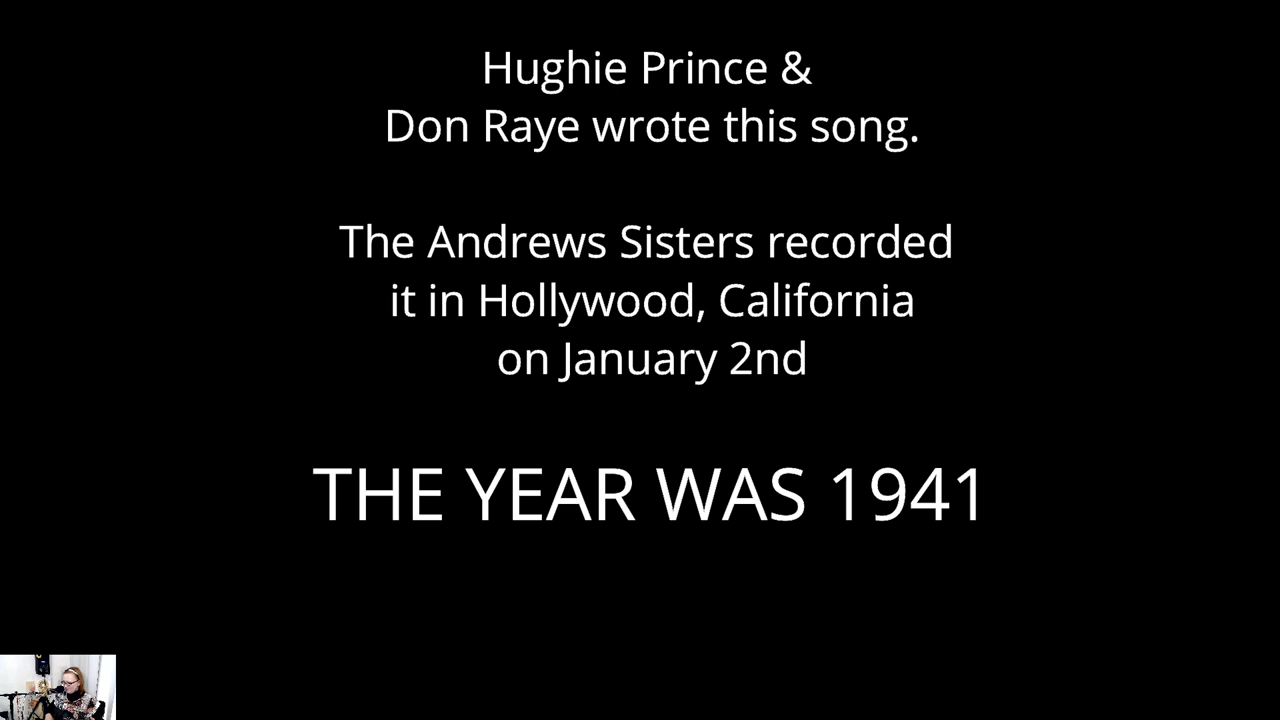 Hughie Prince &
Don Raye wrote this song.
The Andrews Sisters recorded
it in Hollywood, California
on January 2nd
THE YEAR WAS 1941